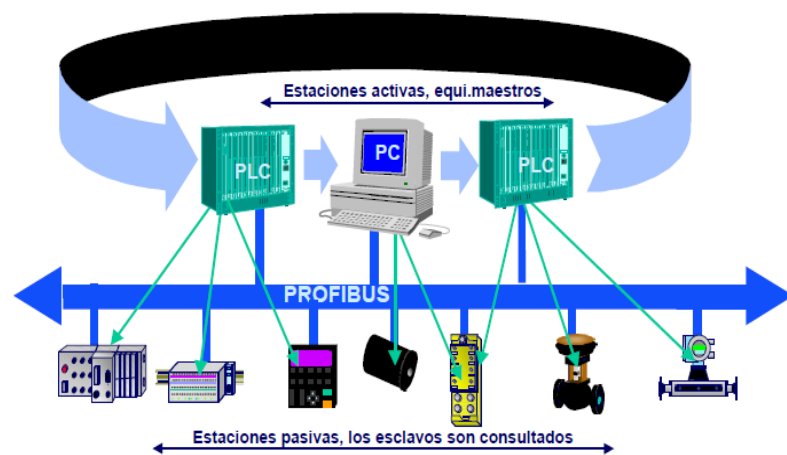 Estaciones activas, equi.maestros
PLC
PC
PLC
PROFIBUS
Estaciones pasivas, los esclavos son consultados